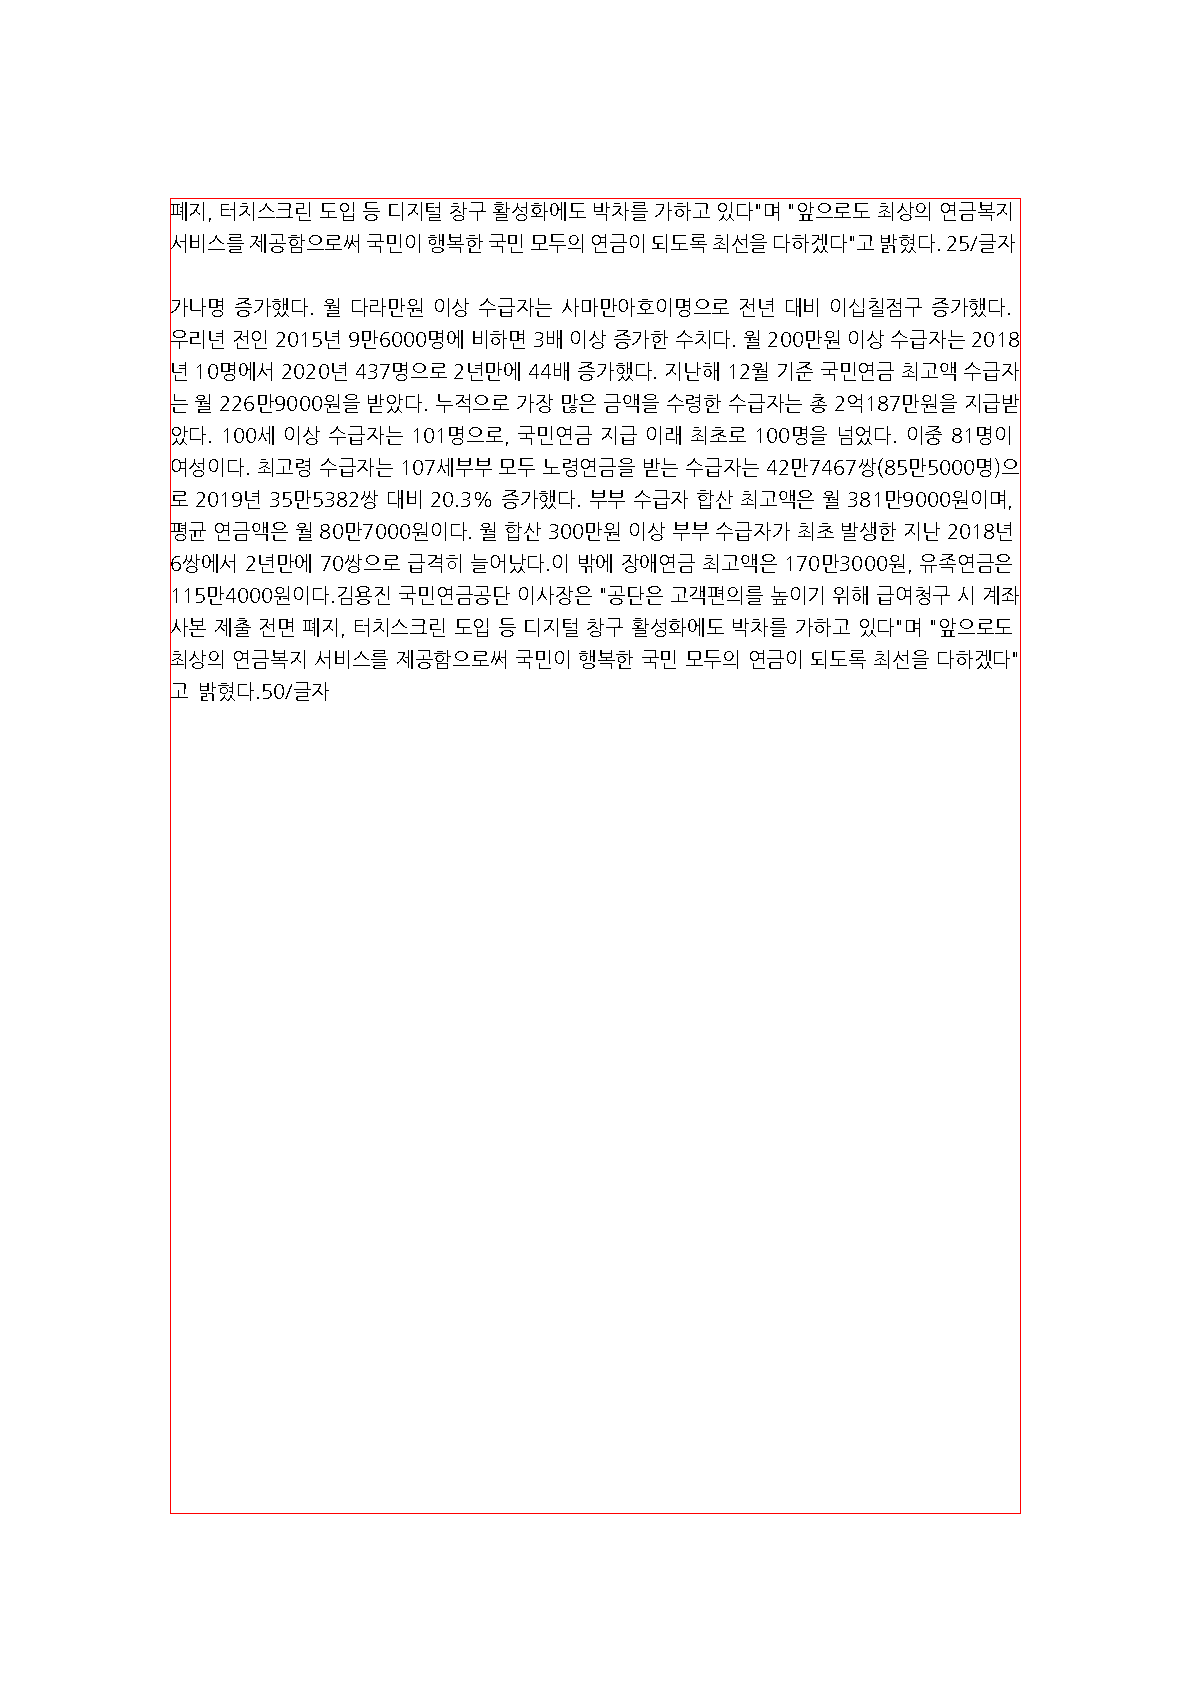 폐지, 터치스크린 도입 등 디지털 창구 활성화에도 박차를 가하고 있다"며 "앞으로도 최상의 연금복지
서비스를 제공함으로써 국민이 행복한 국민 모두의 연금이 되도록 최선을 다하겠다"고 밝혔다. 25/글자
가나명 증가했다. 월 다라만원 이상 수급자는 사마만아호이명으로 전년 대비 이십칠점구 증가했다.
우리년 전인 2015년 9만6000명에 비하면 3배 이상 증가한 수치다. 월 200만원 이상 수급자는 2018
년 10명에서 2020년 437명으로 2년만에 44배 증가했다. 지난해 12월 기준 국민연금 최고액 수급자
는 월 226만9000원을 받았다. 누적으로 가장 많은 금액을 수령한 수급자는 총 2억187만원을 지급받
았다. 100세 이상 수급자는 101명으로, 국민연금 지급 이래 최초로 100명을 넘었다. 이중 81명이
여성이다. 최고령 수급자는 107세부부 모두 노령연금을 받는 수급자는 42만7467쌍(85만5000명)으
로 2019년 35만5382쌍 대비 20.3% 증가했다. 부부 수급자 합산 최고액은 월 381만9000원이며,
평균 연금액은 월 80만7000원이다. 월 합산 300만원 이상 부부 수급자가 최초 발생한 지난 2018년
6쌍에서 2년만에 70쌍으로 급격히 늘어났다.이 밖에 장애연금 최고액은 170만3000원, 유족연금은
115만4000원이다.김용진 국민연금공단 이사장은 "공단은 고객편의를 높이기 위해 급여청구 시 계좌
사본 제출 전면 폐지, 터치스크린 도입 등 디지털 창구 활성화에도 박차를 가하고 있다"며 "앞으로도
최상의 연금복지 서비스를 제공함으로써 국민이 행복한 국민 모두의 연금이 되도록 최선을 다하겠다"
고 밝혔다.50/글자